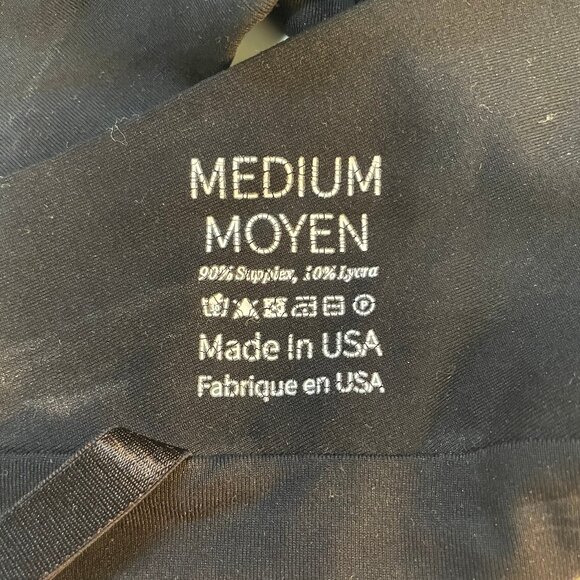 MEDIUM
MOYEN
90% Supplex, 10% Lycra
Made In USA
Fabrique en USA